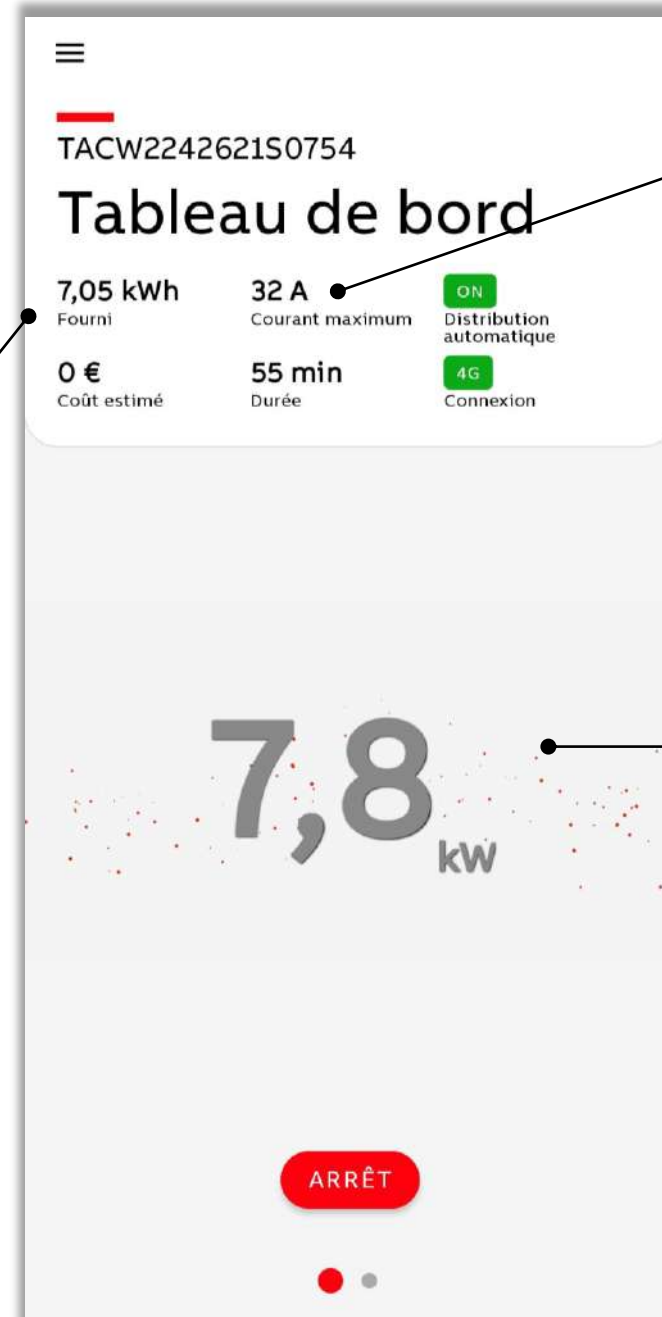 TACW2242621S0754
Tableau de bord
7,05 kWh 32 A ON
Fourni Courant maximum Distribution
automatique
0 € 55 min 4G
Coût estimé Durée Connexion
7,8 kW
ARRÊT